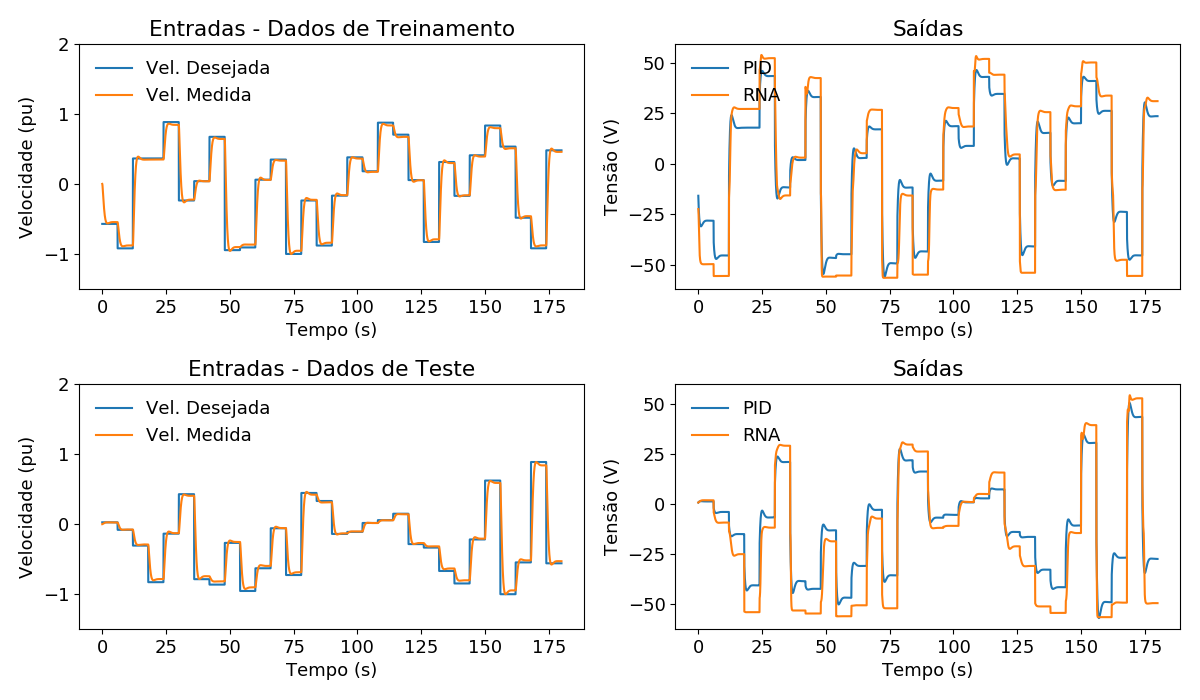 Entradas - Dados de Treinamento
Velocidade (pu)
2
1
0
−1
Vel. Desejada
Vel. Medida
0 25 50 75 100 125 150 175
Tempo (s)
Saídas
Tensão (V)
50
25
0
−25
−50
PID
RNA
0 25 50 75 100 125 150 175
Tempo (s)
Entradas - Dados de Teste
Velocidade (pu)
2
1
0
−1
Vel. Desejada
Vel. Medida
0 25 50 75 100 125 150 175
Tempo (s)
Saídas
Tensão (V)
50
25
0
−25
−50
PID
RNA
0 25 50 75 100 125 150 175
Tempo (s)